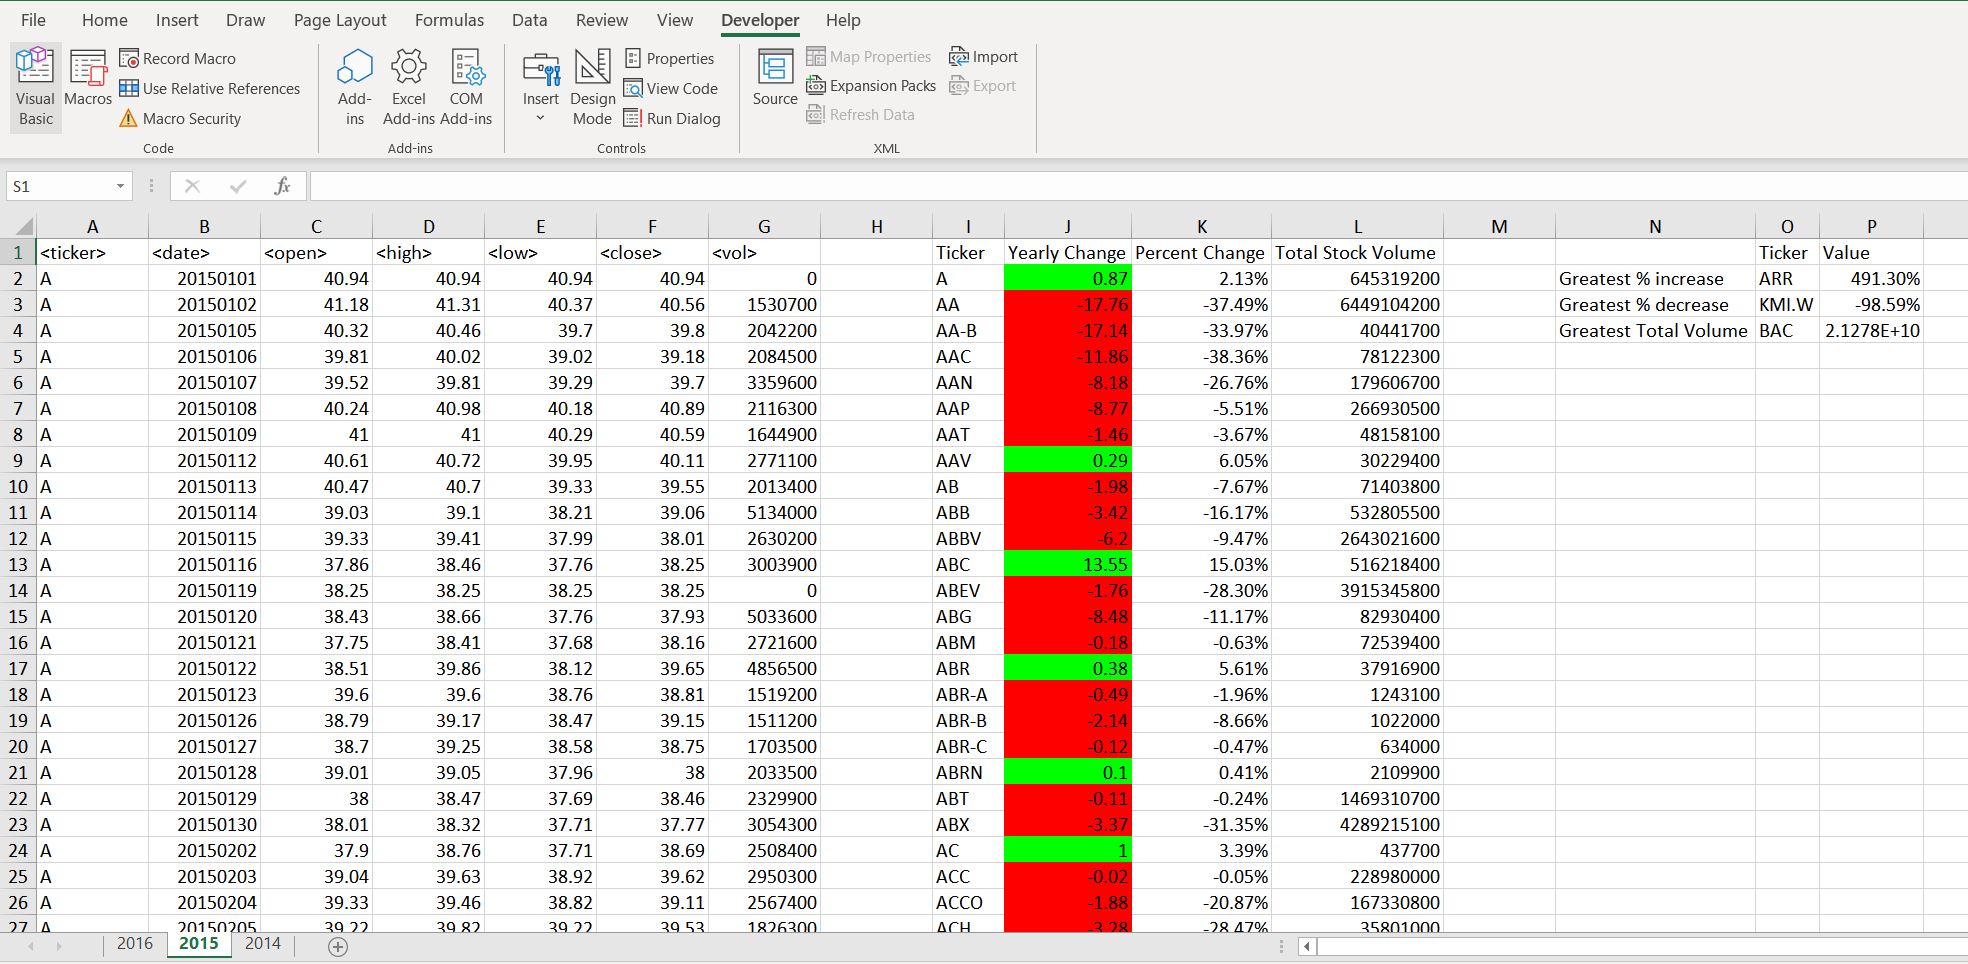 File Home Insert Draw Page Layout Formulas Data Review View Developer Help
Visual Basic
Macros
Record Macro
Use Relative References
Macro Security
Code
Add-ins
Excel Add-ins
COM Add-ins
Add-ins
Insert
Design Mode
Properties
View Code
Run Dialog
Controls
Source
Map Properties
Expansion Packs
Refresh Data
Import
Export
XML
S1 fx
A B C D E F G H I J K L M N O P
1 <ticker> <date> <open> <high> <low> <close> <vol> Ticker Yearly Change Percent Change Total Stock Volume Ticker Value
2 A 20150101 40.94 40.94 40.94 40.94 0 A 0.87 2.13% 645319200 Greatest % increase ARR 491.30%
3 A 20150102 41.18 41.31 40.37 40.56 1530700 AA -17.76 -37.49% 6449104200 Greatest % decrease KMI.W -98.59%
4 A 20150105 40.32 40.46 39.7 39.8 2042200 AA-B -17.14 -33.97% 40441700 Greatest Total Volume BAC 2.1278E+10
5 A 20150106 39.81 40.02 39.02 39.18 2084500 AAC -11.86 -38.36% 78122300
6 A 20150107 39.52 39.81 39.29 39.7 3359600 AAN -8.18 -26.76% 179606700
7 A 20150108 40.24 40.98 40.18 40.89 2116300 AAP -8.77 -5.51% 266930500
8 A 20150109 41 41 40.29 40.59 1644900 AAT -1.46 -3.67% 48158100
9 A 20150112 40.61 40.72 39.95 40.11 2771100 AAV 0.29 6.05% 30229400
10 A 20150113 40.47 40.7 39.33 39.55 2013400 AB -1.98 -7.67% 71403800
11 A 20150114 39.03 39.1 38.21 39.06 5134000 ABB -3.42 -16.17% 532805500
12 A 20150115 39.33 39.41 37.99 38.01 2630200 ABBV -6.2 -9.47% 2643021600
13 A 20150116 37.86 38.46 37.76 38.25 3003900 ABC 13.55 15.03% 516218400
14 A 20150119 38.25 38.25 38.25 38.25 0 ABEV -1.76 -28.30% 3915345800
15 A 20150120 38.43 38.66 37.76 37.93 5033600 ABG -8.48 -11.17% 82930400
16 A 20150121 37.75 38.41 37.68 38.16 2721600 ABM -0.18 -0.63% 72539400
17 A 20150122 38.51 39.86 38.12 39.65 4856500 ABR 0.38 5.61% 37916900
18 A 20150123 39.6 39.6 38.76 38.81 1519200 ABR-A -0.49 -1.96% 1243100
19 A 20150126 38.79 39.17 38.47 39.15 1511200 ABR-B -2.14 -8.66% 1022000
20 A 20150127 38.7 39.25 38.58 38.75 1703500 ABR-C -0.12 -0.47% 634000
21 A 20150128 39.01 39.05 37.96 38 2033500 ABRN 0.1 0.41% 2109900
22 A 20150129 38 38.47 37.69 38.46 2329900 ABT -0.11 -0.24% 1469310700
23 A 20150130 38.01 38.32 37.71 37.77 3054300 ABX -3.37 -31.35% 4289215100
24 A 20150202 37.9 38.76 37.71 38.69 2508400 AC 1 3.39% 437700
25 A 20150203 39.04 39.63 38.92 39.62 2950300 ACC -0.02 -0.05% 228980000
26 A 20150204 39.33 39.46 38.82 39.11 2567400 ACCO -1.88 -20.87% 167330800
27 A 20150205 39.22 39.82 39.22 39.53 1826300 ACH -3.28 -28.47% 35801000
2016 2015 2014